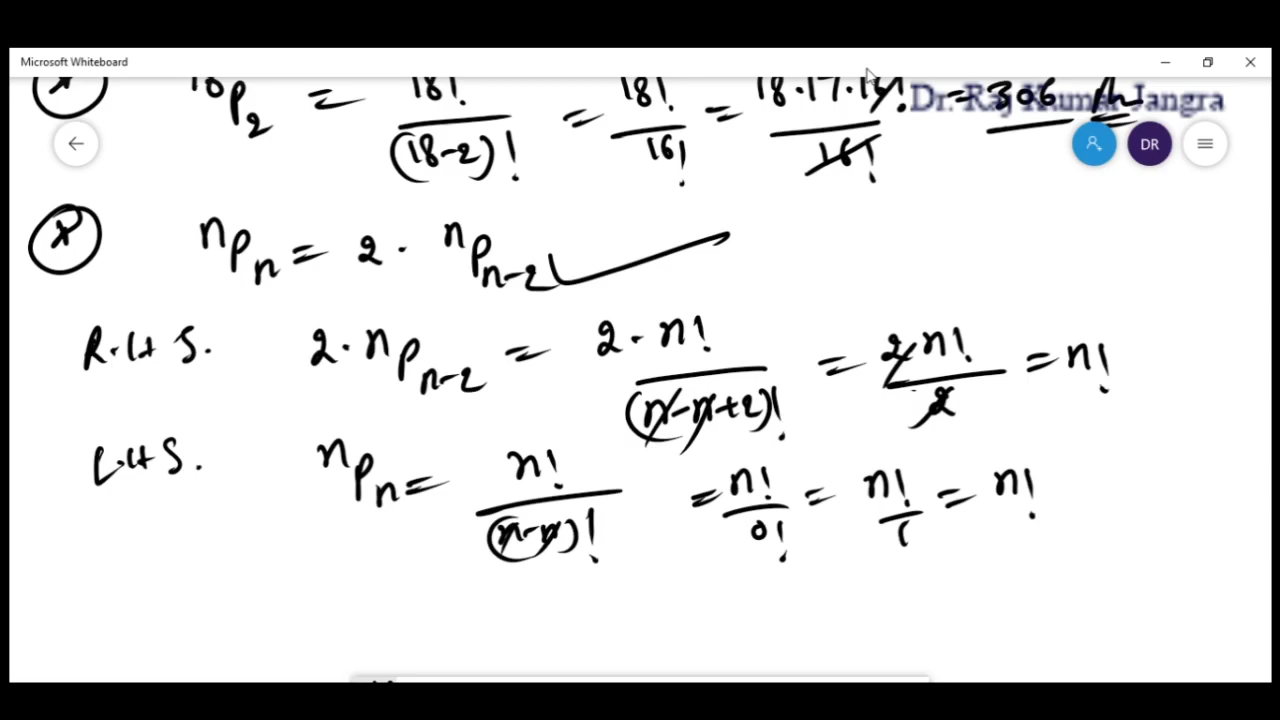 Microsoft Whiteboard
18P2 = 18!/(18-2)! = 18!/16! = 18·17·16!/16! = 306 Ans
Dr. Raj Kumar Jangra
DR
nPn = 2 · nPn-2
R.H.S. 2·nPn-2 = 2·n!/(n-n+2)! = 2n!/2 = n!
L.H.S. nPn = n!/(n-n)! = n!/0! = n!/1 = n!